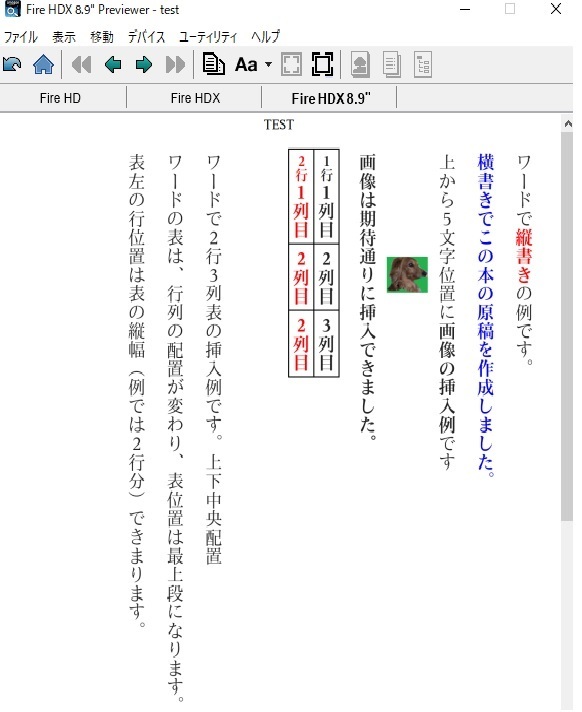 Fire HDX 8.9" Previewer - test
ファイル 表示 移動 デバイス ユーティリティ ヘルプ
Aa
Fire HD Fire HDX Fire HDX 8.9"
TEST
ワードで縦書きの例です。
横書きでこの本の原稿を作成しました。
上から5文字位置に画像の挿入例です
画像は期待通りに挿入できました。
1行1列目 2列目 3列目
2行1列目 2列目 2列目
ワードで2行3列表の挿入例です。上下中央配置
ワードの表は、行列の配置が変わり、表位置は最上段になります。
表左の行位置は表の縦幅（例では2行分）できまります。